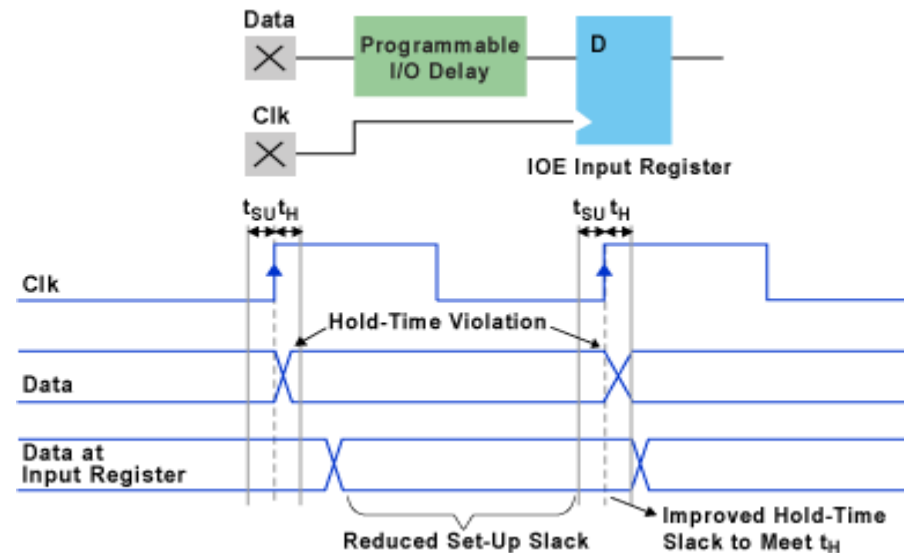 Data
Programmable
I/O Delay
D
Clk
IOE Input Register
tSU tH
tSU tH
Clk
Hold-Time Violation
Data
Data at
Input Register
Reduced Set-Up Slack
Improved Hold-Time
Slack to Meet tH